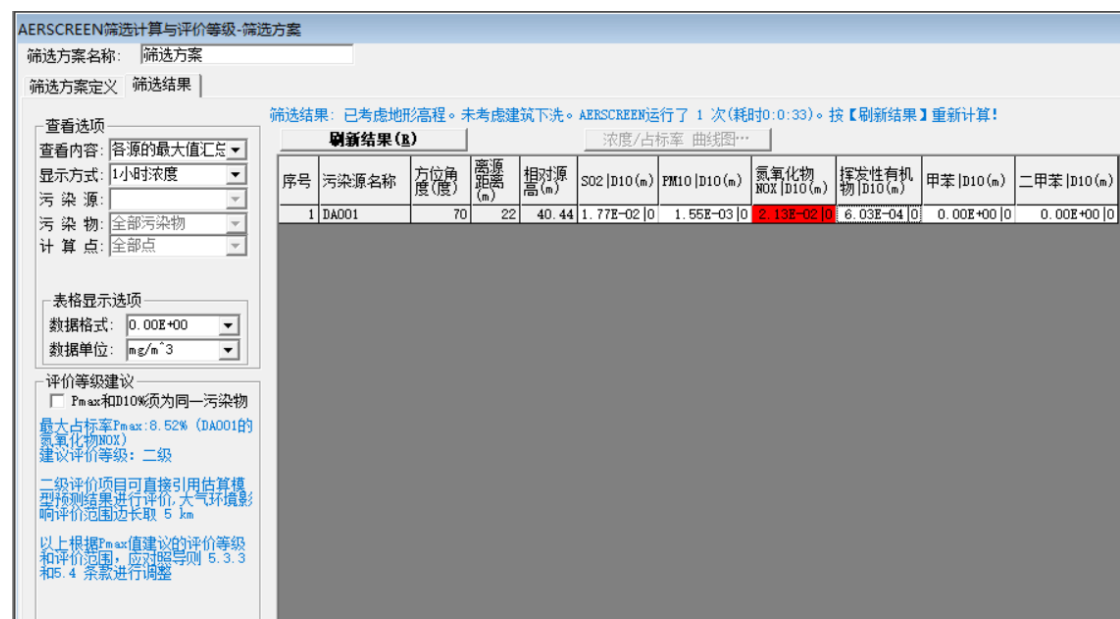 AERSCREEN筛选计算与评价等级-筛选方案
筛选方案名称: 筛选方案
筛选方案定义 筛选结果
筛选结果: 已考虑地形高程。未考虑建筑下洗。AERSCREEN运行了 1 次(耗时0:0:33)。按【刷新结果】重新计算!
查看选项
查看内容: 各源的最大值汇总
显示方式: 1小时浓度
污 染 源:
污 染 物: 全部污染物
计 算 点: 全部点
表格显示选项
数据格式: 0.00E+00
数据单位: mg/m^3
评价等级建议
Pmax和D10%须为同一污染物
最大占标率Pmax:8.52% (DA001的
氮氧化物NOX)
建议评价等级: 二级
二级评价项目可直接引用估算模
型预测结果进行评价,大气环境影
响评价范围边长取 5 km
以上根据Pmax值建议的评价等级
和评价范围, 应对照导则 5.3.3
和5.4 条款进行调整
刷新结果(R) 浓度/占标率 曲线图…
序号 污染源名称 方位角度(度) 离源距离(m) 相对源高(m) SO2|D10(m) PM10|D10(m) 氮氧化物NOX|D10(m) 挥发性有机物|D10(m) 甲苯|D10(m) 二甲苯|D10(m)
1 DA001 70 22 40.44 1.77E-02|0 1.55E-03|0 2.13E-02|0 6.03E-04|0 0.00E+00|0 0.00E+00|0